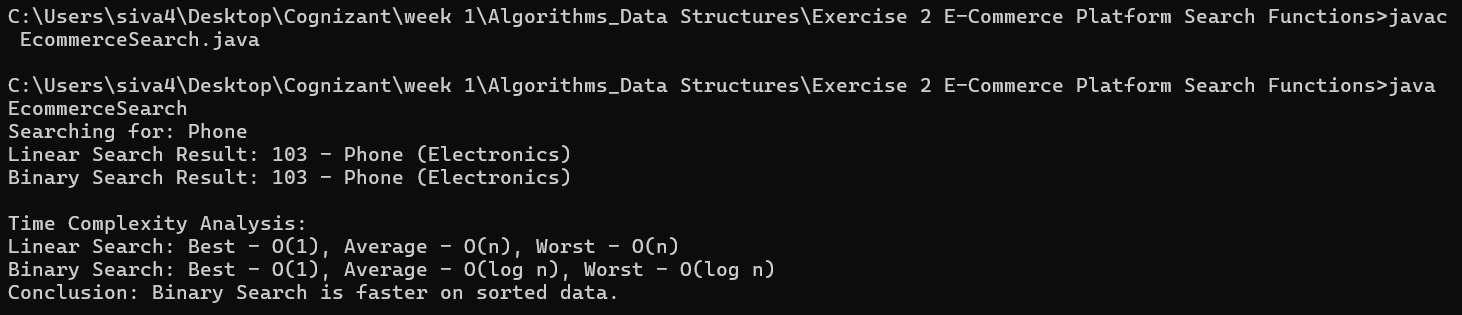 C:\Users\siva4\Desktop\Cognizant\week 1\Algorithms_Data Structures\Exercise 2 E-Commerce Platform Search Functions>javac
 EcommerceSearch.java
C:\Users\siva4\Desktop\Cognizant\week 1\Algorithms_Data Structures\Exercise 2 E-Commerce Platform Search Functions>java
EcommerceSearch
Searching for: Phone
Linear Search Result: 103 - Phone (Electronics)
Binary Search Result: 103 - Phone (Electronics)
Time Complexity Analysis:
Linear Search: Best - O(1), Average - O(n), Worst - O(n)
Binary Search: Best - O(1), Average - O(log n), Worst - O(log n)
Conclusion: Binary Search is faster on sorted data.